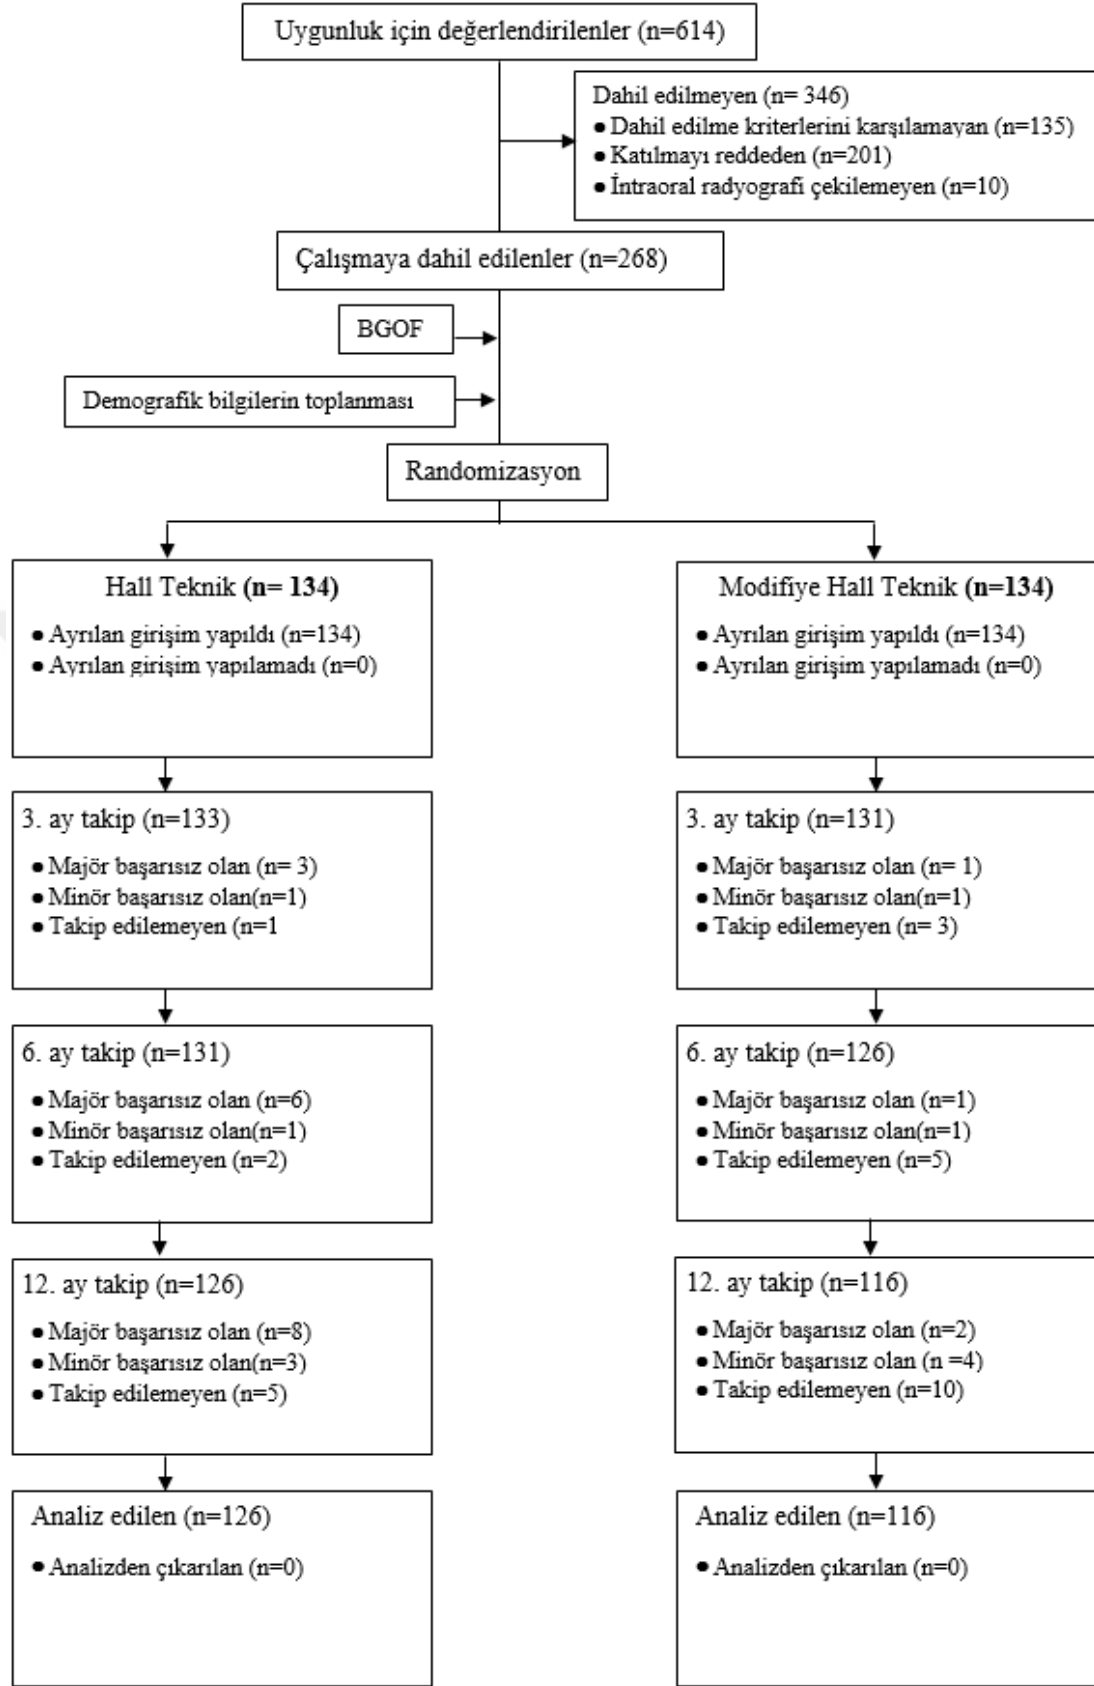 Uygunluk için değerlendirilenler (n=614)
Dahil edilmeyen (n= 346)
● Dahil edilme kriterlerini karşılamayan (n=135)
● Katılmayı reddeden (n=201)
● İntraoral radyografi çekilemeyen (n=10)
Çalışmaya dahil edilenler (n=268)
BGOF
Demografik bilgilerin toplanması
Randomizasyon
Hall Teknik (n= 134)
● Ayrılan girişim yapıldı (n=134)
● Ayrılan girişim yapılamadı (n=0)
Modifiye Hall Teknik (n=134)
● Ayrılan girişim yapıldı (n=134)
● Ayrılan girişim yapılamadı (n=0)
3. ay takip (n=133)
● Majör başarısız olan (n= 3)
● Minör başarısız olan(n=1)
● Takip edilemeyen (n=1
3. ay takip (n=131)
● Majör başarısız olan (n= 1)
● Minör başarısız olan(n=1)
● Takip edilemeyen (n= 3)
6. ay takip (n=131)
● Majör başarısız olan (n=6)
● Minör başarısız olan(n=1)
● Takip edilemeyen (n=2)
6. ay takip (n=126)
● Majör başarısız olan (n=1)
● Minör başarısız olan(n=1)
● Takip edilemeyen (n=5)
12. ay takip (n=126)
● Majör başarısız olan (n=8)
● Minör başarısız olan(n=3)
● Takip edilemeyen (n=5)
12. ay takip (n=116)
● Majör başarısız olan (n=2)
● Minör başarısız olan (n =4)
● Takip edilemeyen (n=10)
Analiz edilen (n=126)
● Analizden çıkarılan (n=0)
Analiz edilen (n=116)
● Analizden çıkarılan (n=0)